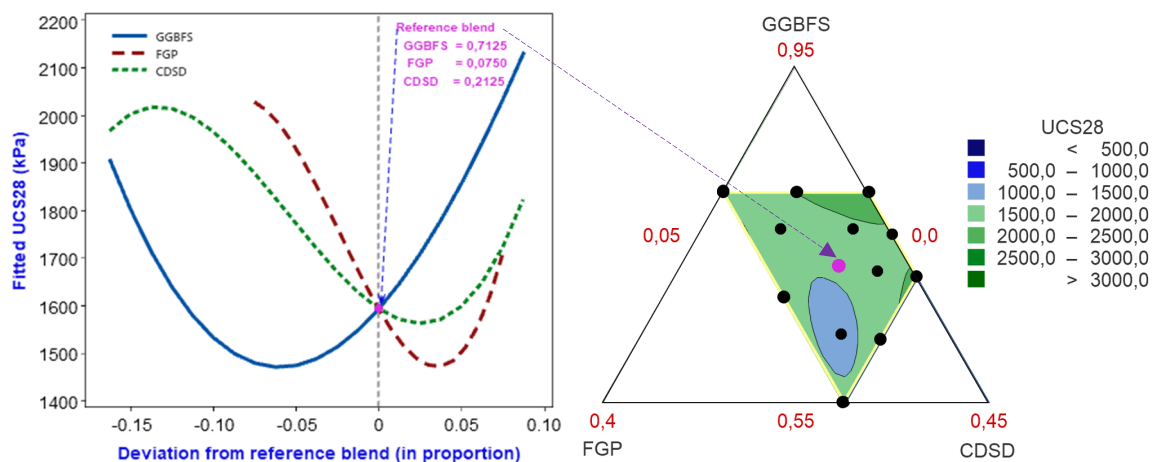 2200
2100
2000
1900
1800
1700
1600
1500
1400
Fitted UCS28 (kPa)
GGBFS
FGP
CDSD
Reference blend
GGBFS = 0,7125
FGP = 0,0750
CDSD = 0,2125
-0.15
-0.10
-0.05
0
0.05
0.10
Deviation from reference blend (in proportion)
GGBFS
0,95
0,05
0,0
0,4
0,55
0,45
FGP
CDSD
UCS28
< 500,0
500,0 – 1000,0
1000,0 – 1500,0
1500,0 – 2000,0
2000,0 – 2500,0
2500,0 – 3000,0
> 3000,0